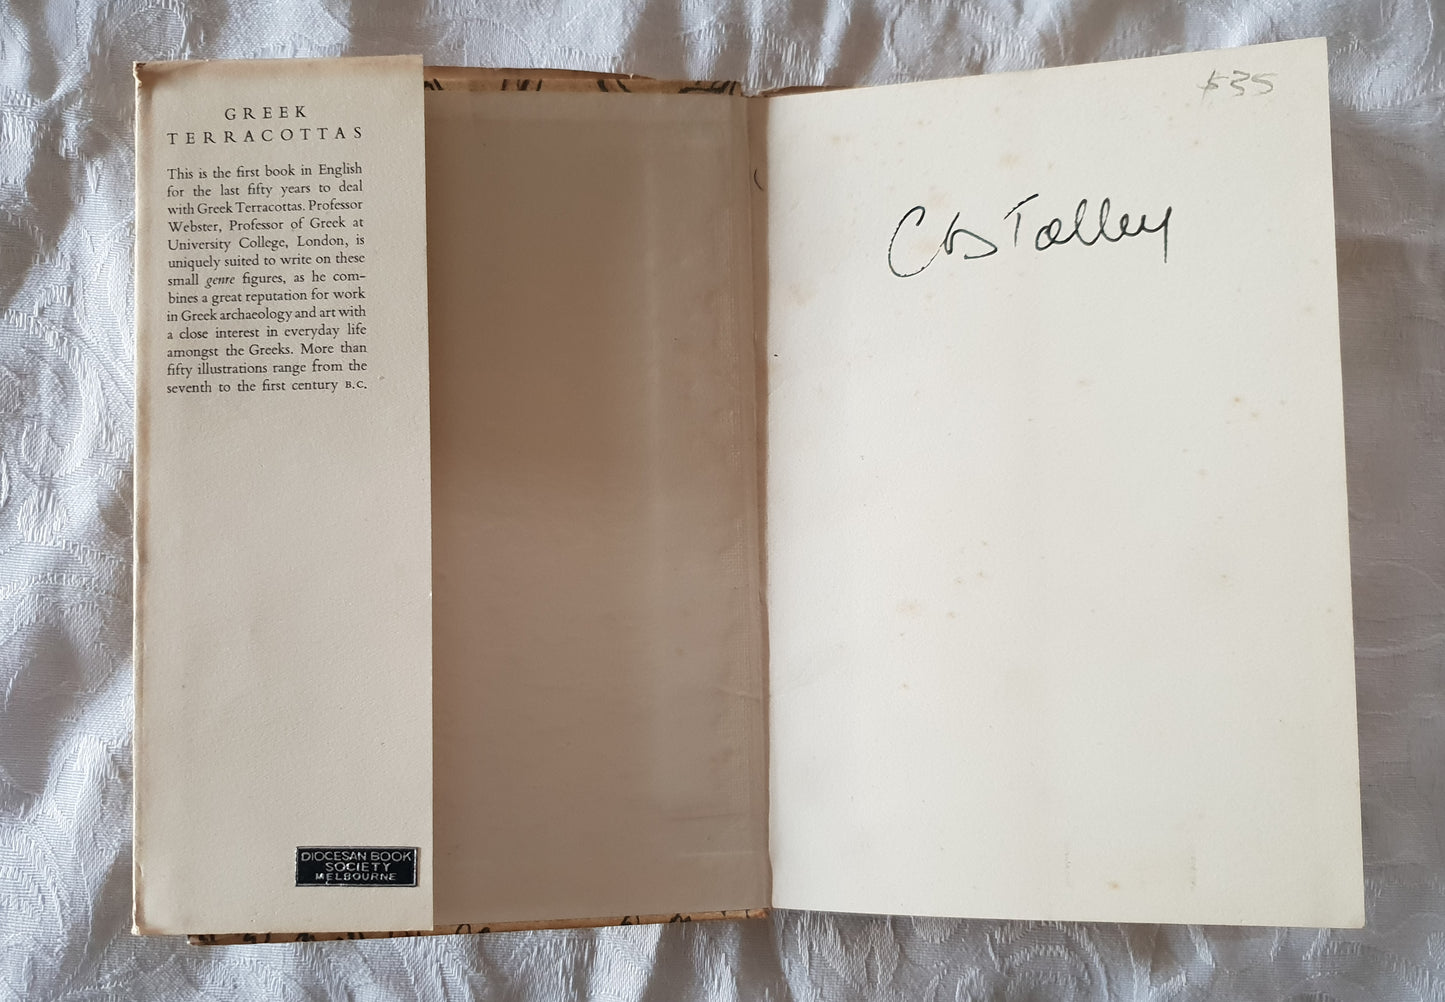 GREEK
TERRACOTTAS
This is the first book in English
for the last fifty years to deal
with Greek Terracottas. Professor
Webster, Professor of Greek at
University College, London, is
uniquely suited to write on these
small genre figures, as he com-
bines a great reputation for work
in Greek archaeology and art with
a close interest in everyday life
amongst the Greeks. More than
fifty illustrations range from the
seventh to the first century B.C.
DIOCESAN BOOK
SOCIETY
MELBOURNE
$35
Talley